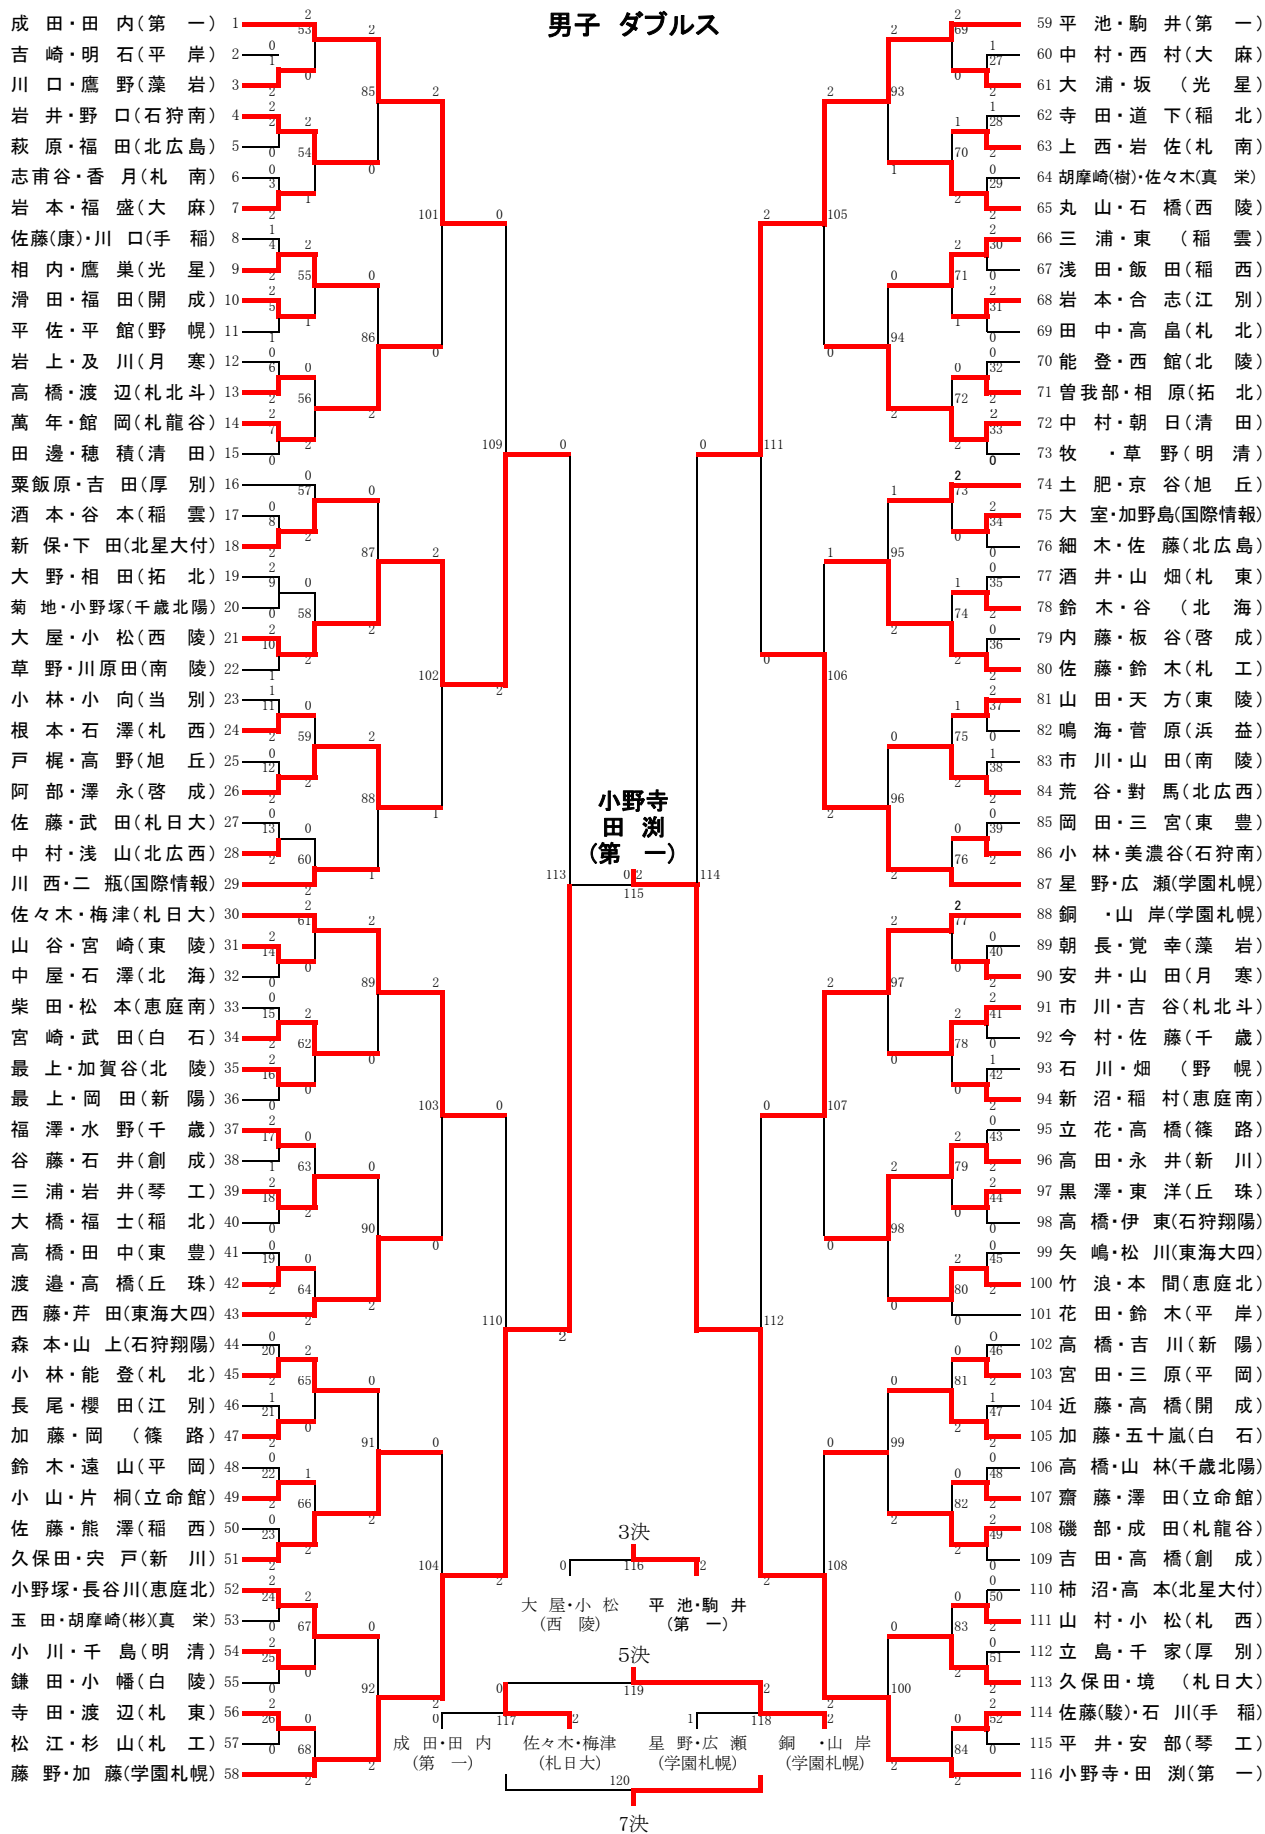 男子 ダブルス
成 田・田 内(第 一) 1
吉 崎・明 石(平 岸) 2
川 口・鷹 野(藻 岩) 3
岩 井・野 口(石狩南) 4
萩 原・福 田(北広島) 5
志甫谷・香 月(札 南) 6
岩 本・福 盛(大 麻) 7
佐藤(康)・川 口(手 稲) 8
相 内・鷹 巣(光 星) 9
滑 田・福 田(開 成) 10
平 佐・平 館(野 幌) 11
岩 上・及 川(月 寒) 12
高 橋・渡 辺(札北斗) 13
萬 年・館 岡(札龍谷) 14
田 邊・穂 積(清 田) 15
粟飯原・吉 田(厚 別) 16
酒 本・谷 本(稲 雲) 17
新 保・下 田(北星大付) 18
大 野・相 田(拓 北) 19
菊 地・小野塚(千歳北陽) 20
大 屋・小 松(西 陵) 21
草 野・川原田(南 陵) 22
小 林・小 向(当 別) 23
根 本・石 澤(札 西) 24
戸 梶・高 野(旭 丘) 25
阿 部・澤 永(啓 成) 26
佐 藤・武 田(札日大) 27
中 村・浅 山(北広西) 28
川 西・二 瓶(国際情報) 29
佐々木・梅津(札日大) 30
山 谷・宮 崎(東 陵) 31
中 屋・石 澤(北 海) 32
柴 田・松 本(恵庭南) 33
宮 崎・武 田(白 石) 34
最 上・加賀谷(北 陵) 35
最 上・岡 田(新 陽) 36
福 澤・水 野(千 歳) 37
谷 藤・石 井(創 成) 38
三 浦・岩 井(琴 工) 39
大 橋・福 士(稲 北) 40
高 橋・田 中(東 豊) 41
渡 邉・高 橋(丘 珠) 42
西 藤・芹 田(東海大四) 43
森 本・山 上(石狩翔陽) 44
小 林・能 登(札 北) 45
長 尾・櫻 田(江 別) 46
加 藤・岡 (篠 路) 47
鈴 木・遠 山(平 岡) 48
小 山・片 桐(立命館) 49
佐 藤・熊 澤(稲 西) 50
久保田・宍 戸(新 川) 51
小野塚・長谷川(恵庭北) 52
玉 田・胡摩崎(彬)(真 栄) 53
小 川・千 島(明 清) 54
鎌 田・小 幡(白 陵) 55
寺 田・渡 辺(札 東) 56
松 江・杉 山(札 工) 57
藤 野・加 藤(学園札幌) 58
59 平 池・駒 井(第 一)
60 中 村・西 村(大 麻)
61 大 浦・坂 (光 星)
62 寺 田・道 下(稲 北)
63 上 西・岩 佐(札 南)
64 胡摩崎(樹)・佐々木(真 栄)
65 丸 山・石 橋(西 陵)
66 三 浦・東 (稲 雲)
67 浅 田・飯 田(稲 西)
68 岩 本・合 志(江 別)
69 田 中・高 畠(札 北)
70 能 登・西 館(北 陵)
71 曽我部・相 原(拓 北)
72 中 村・朝 日(清 田)
73 牧 ・草 野(明 清)
74 土 肥・京 谷(旭 丘)
75 大 室・加野島(国際情報)
76 細 木・佐 藤(北広島)
77 酒 井・山 畑(札 東)
78 鈴 木・谷 (北 海)
79 内 藤・板 谷(啓 成)
80 佐 藤・鈴 木(札 工)
81 山 田・天 方(東 陵)
82 鳴 海・菅 原(浜 益)
83 市 川・山 田(南 陵)
84 荒 谷・對 馬(北広西)
85 岡 田・三 宮(東 豊)
86 小 林・美濃谷(石狩南)
87 星 野・広 瀬(学園札幌)
88 銅 ・山 岸(学園札幌)
89 朝 長・覚 幸(藻 岩)
90 安 井・山 田(月 寒)
91 市 川・吉 谷(札北斗)
92 今 村・佐 藤(千 歳)
93 石 川・畑 (野 幌)
94 新 沼・稲 村(恵庭南)
95 立 花・高 橋(篠 路)
96 高 田・永 井(新 川)
97 黒 澤・東 洋(丘 珠)
98 高 橋・伊 東(石狩翔陽)
99 矢 嶋・松 川(東海大四)
100 竹 浪・本 間(恵庭北)
101 花 田・鈴 木(平 岸)
102 高 橋・吉 川(新 陽)
103 宮 田・三 原(平 岡)
104 近 藤・高 橋(開 成)
105 加 藤・五十嵐(白 石)
106 高 橋・山 林(千歳北陽)
107 齋 藤・澤 田(立命館)
108 磯 部・成 田(札龍谷)
109 吉 田・高 橋(創 成)
110 柿 沼・高 本(北星大付)
111 山 村・小 松(札 西)
112 立 島・千 家(厚 別)
113 久保田・境 (札日大)
114 佐藤(駿)・石 川(手 稲)
115 平 井・安 部(琴 工)
116 小野寺・田 渕(第 一)
小野寺
田 渕
(第 一)
113 0 2 114
115
3決
0 116 2
大 屋・小 松 平 池・駒 井
(西 陵) (第 一)
5決
0 119 2
0 117 2 1 118 2
成 田・田 内 佐々木・梅津 星 野・広 瀬 銅 ・山 岸
(第 一) (札日大) (学園札幌) (学園札幌)
120
7決